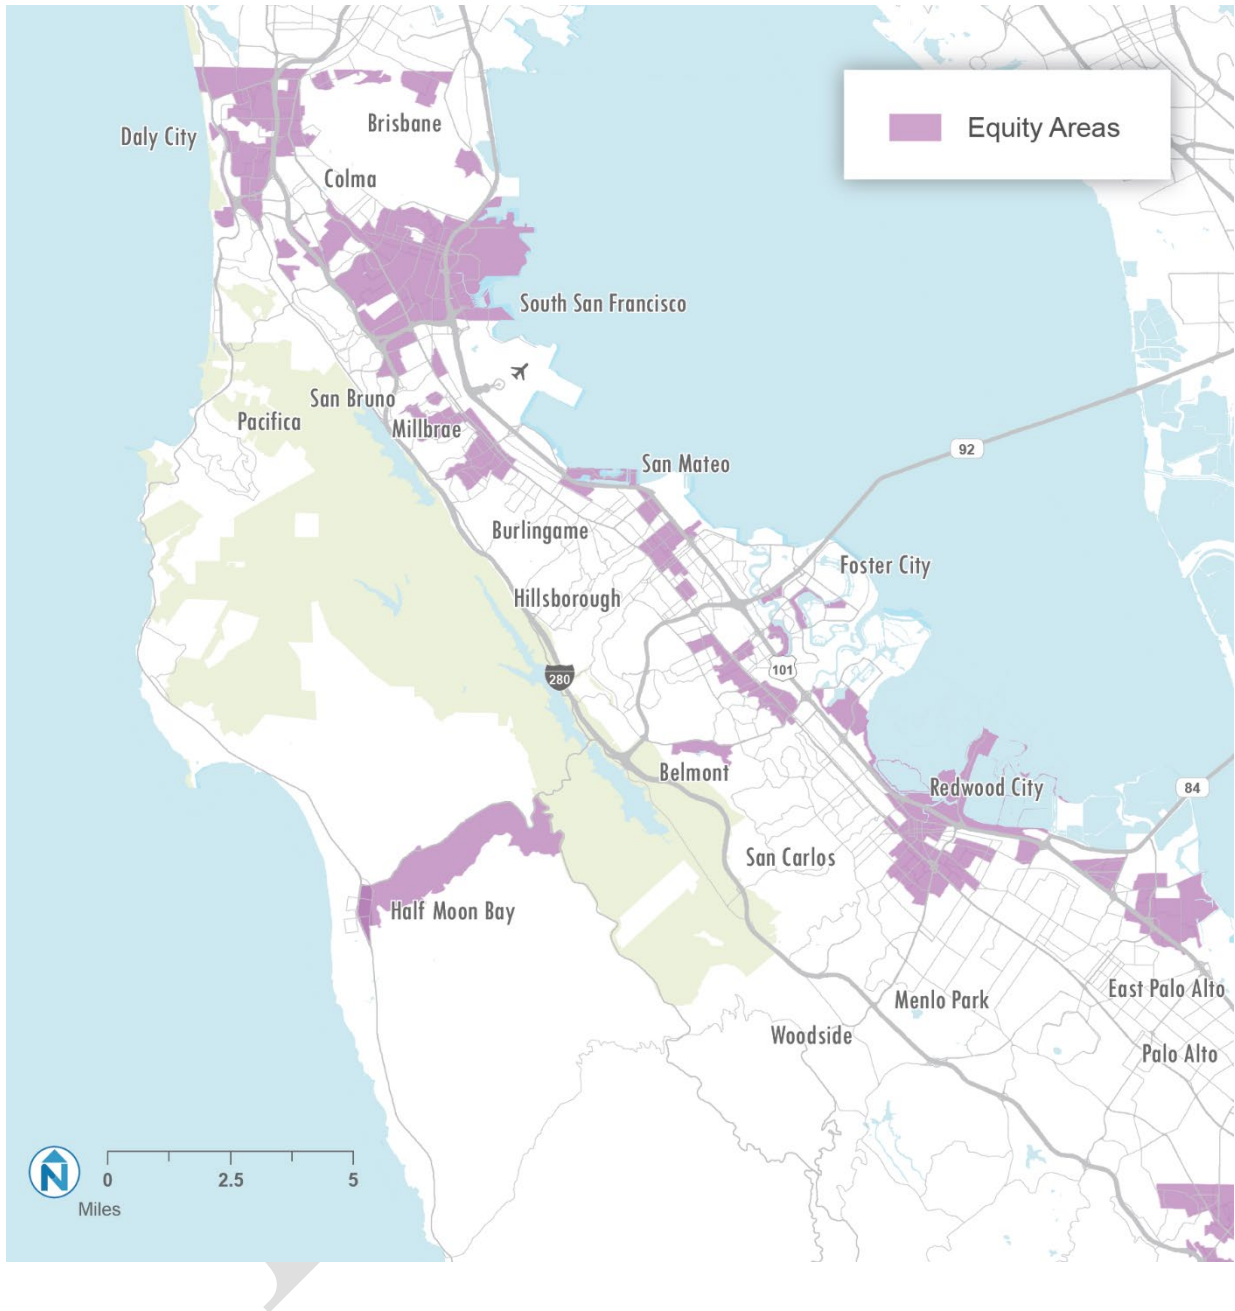 Equity Areas
Brisbane
Daly City
Colma
South San Francisco
San Bruno
Pacifica
Millbrae
92
San Mateo
Burlingame
Foster City
Hillsborough
101
280
Belmont
Redwood City
84
San Carlos
Half Moon Bay
East Palo Alto
Menlo Park
Woodside
Palo Alto
N
0 2.5 5
Miles